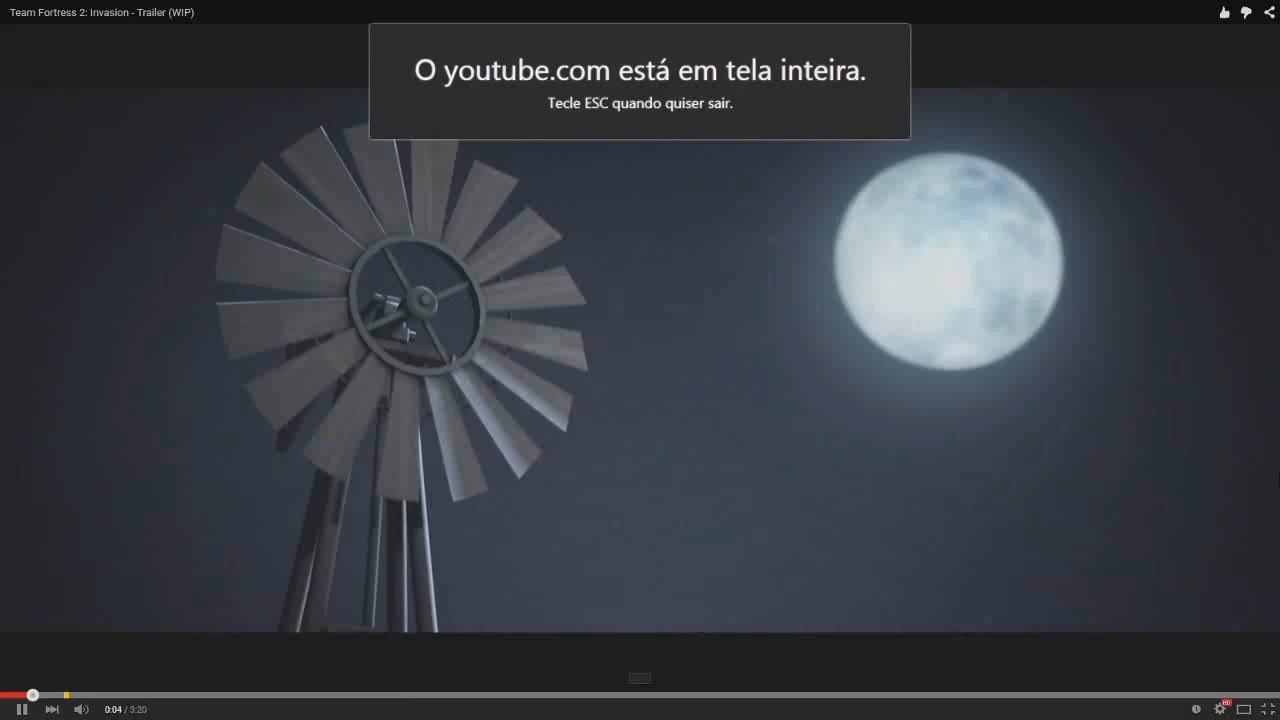 Team Fortress 2: Invasion - Trailer (WIP)
O youtube.com está em tela inteira.
Tecle ESC quando quiser sair.
0:04 / 3:20
HD